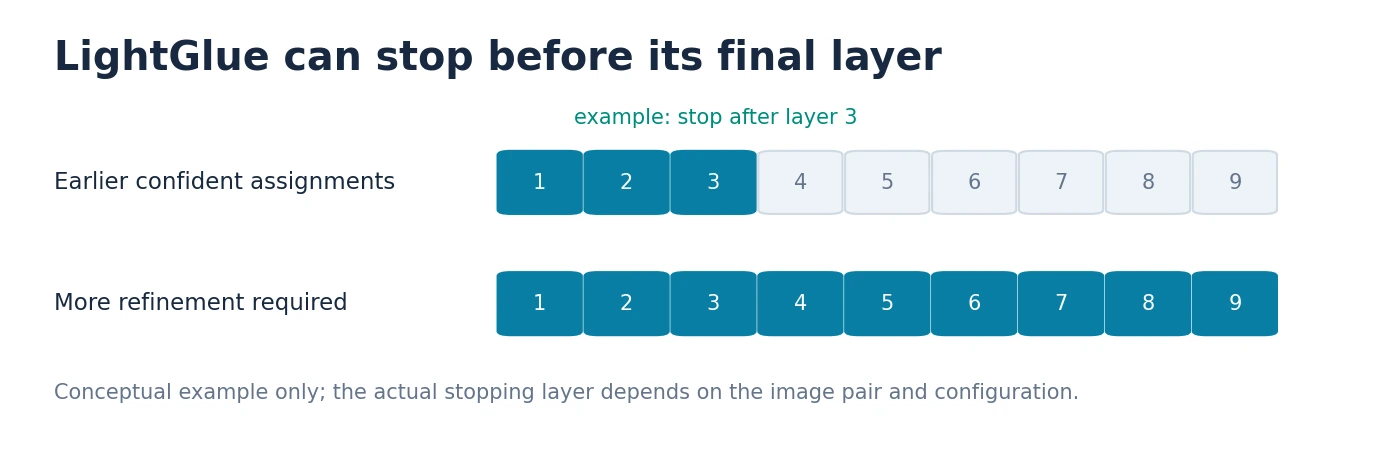 LightGlue can stop before its final layer
example: stop after layer 3
Earlier confident assignments 1 2 3 4 5 6 7 8 9
More refinement required 1 2 3 4 5 6 7 8 9
Conceptual example only; the actual stopping layer depends on the image pair and configuration.